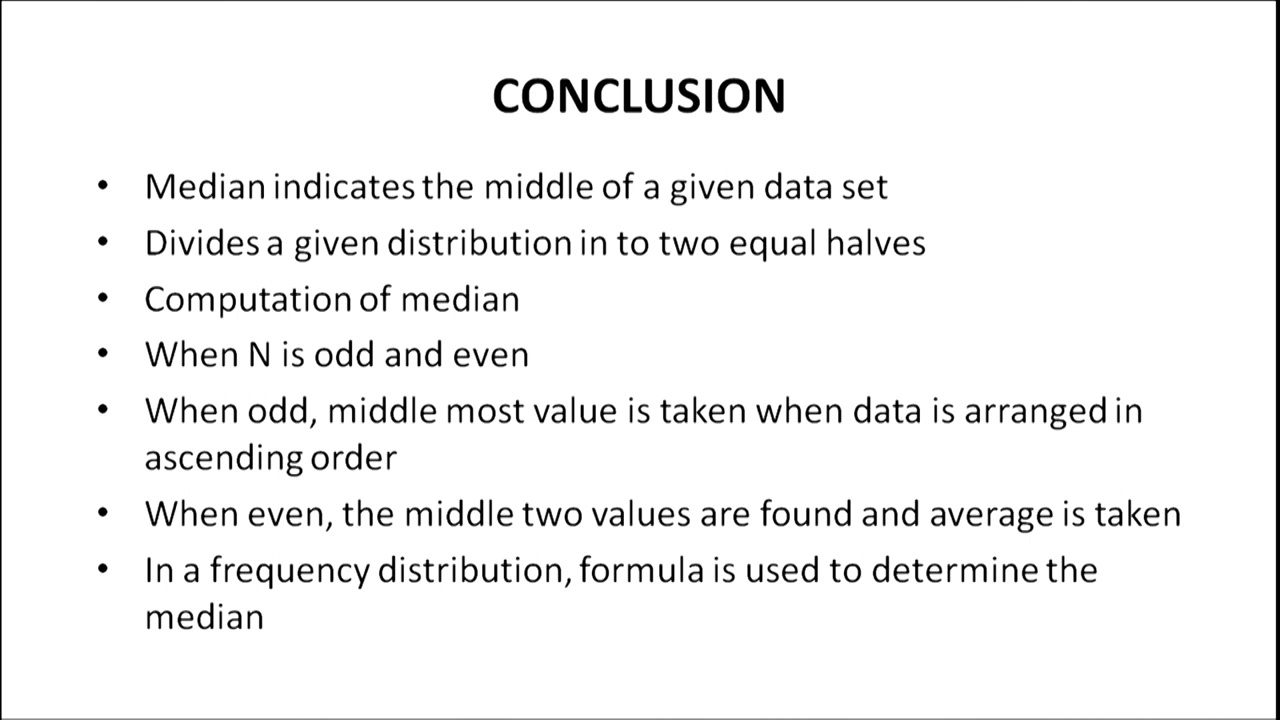 CONCLUSION
• Median indicates the middle of a given data set
• Divides a given distribution in to two equal halves
• Computation of median
• When N is odd and even
• When odd, middle most value is taken when data is arranged in
ascending order
• When even, the middle two values are found and average is taken
• In a frequency distribution, formula is used to determine the
median